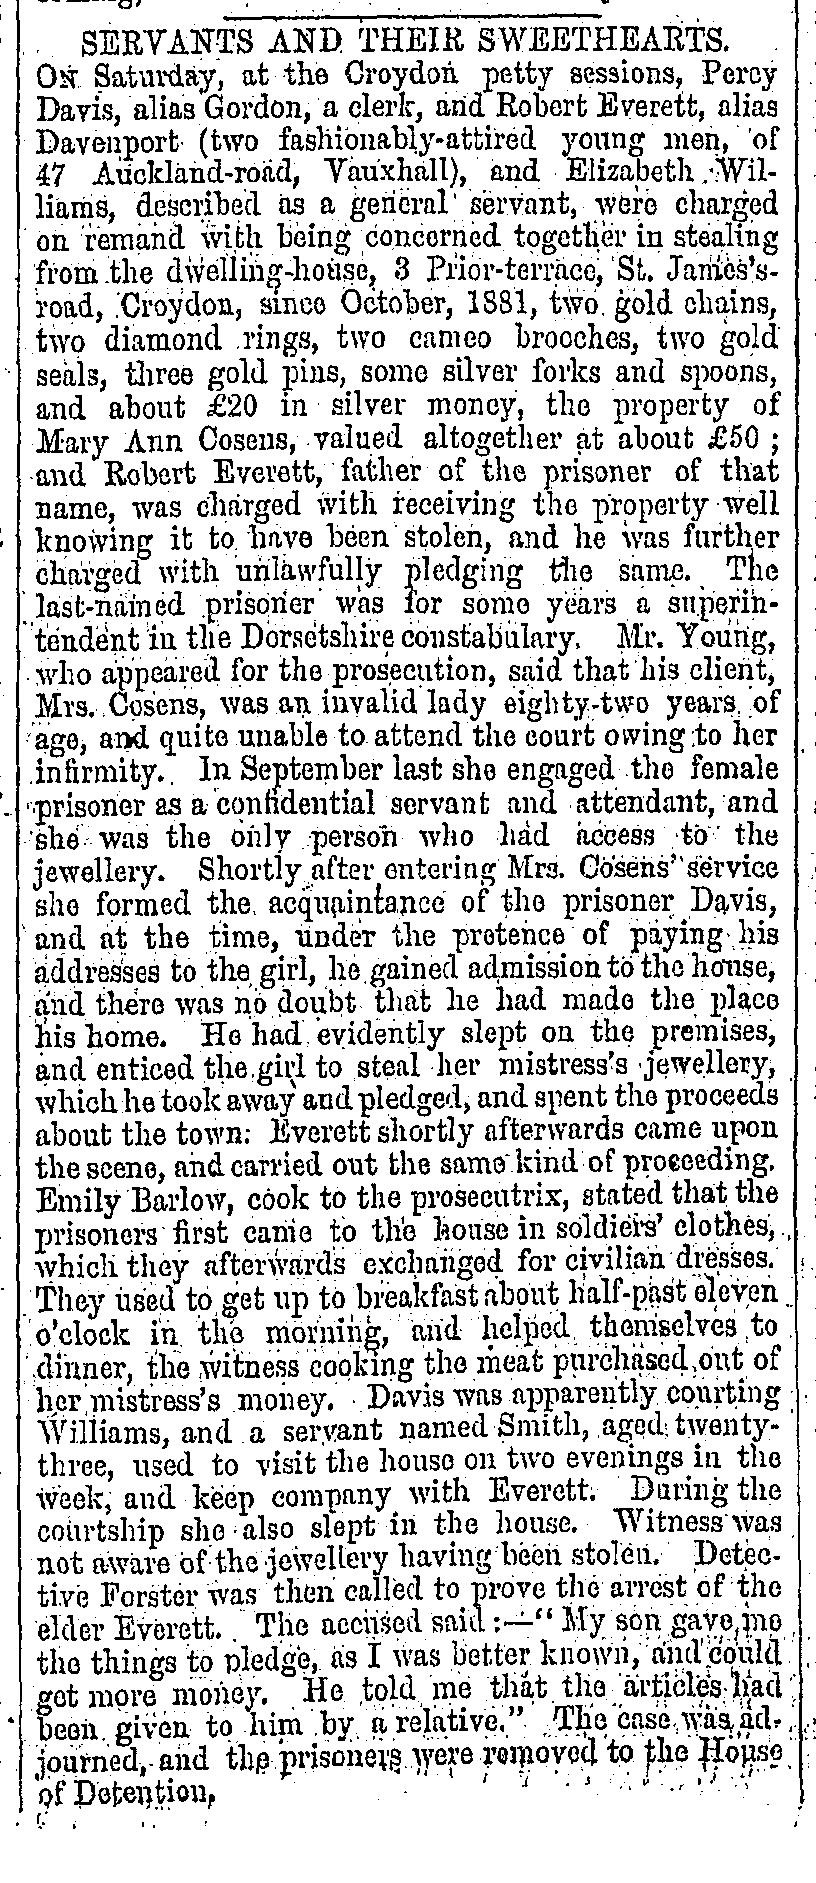 SERVANTS AND THEIR SWEETHEARTS.
ON Saturday, at the Croydon petty sessions, Percy
Davis, alias Gordon, a clerk, and Robert Everett, alias
Davenport (two fashionably-attired young men, of
47 Auckland-road, Vauxhall), and Elizabeth Wil-
liams, described as a general servant, were charged
on remand with being concerned together in stealing
from the dwelling-house, 3 Prior-terrace, St. James's-
road, Croydon, since October, 1881, two gold chains,
two diamond rings, two cameo brooches, two gold
seals, three gold pins, some silver forks and spoons,
and about £20 in silver money, the property of
Mary Ann Cosens, valued altogether at about £50 ;
and Robert Everett, father of the prisoner of that
name, was charged with receiving the property well
knowing it to have been stolen, and he was further
charged with unlawfully pledging the same. The
last-named prisoner was for some years a superin-
tendent in the Dorsetshire constabulary. Mr. Young,
who appeared for the prosecution, said that his client,
Mrs. Cosens, was an invalid lady eighty-two years of
age, and quite unable to attend the court owing to her
infirmity. In September last she engaged the female
prisoner as a confidential servant and attendant, and
she was the only person who had access to the
jewellery. Shortly after entering Mrs. Cosens' service
she formed the acquaintance of the prisoner Davis,
and at the time, under the pretence of paying his
addresses to the girl, he gained admission to the house,
and there was no doubt that he had made the place
his home. He had evidently slept on the premises,
and enticed the girl to steal her mistress's jewellery,
which he took away and pledged, and spent the proceeds
about the town: Everett shortly afterwards came upon
the scene, and carried out the same kind of proceeding.
Emily Barlow, cook to the prosecutrix, stated that the
prisoners first came to the house in soldiers' clothes,
which they afterwards exchanged for civilian dresses.
They used to get up to breakfast about half-past eleven
o'clock in the morning, and helped themselves to
dinner, the witness cooking the meat purchased out of
her mistress's money. Davis was apparently courting
Williams, and a servant named Smith, aged twenty-
three, used to visit the house on two evenings in the
week, and keep company with Everett. During the
courtship she also slept in the house. Witness was
not aware of the jewellery having been stolen. Detec-
tive Forster was then called to prove the arrest of the
elder Everett. The accused said :—" My son gave me
the things to pledge, as I was better known, and could
get more money. He told me that the articles had
been given to him by a relative." The case was ad-
journed, and the prisoners were removed to the House
of Detention.